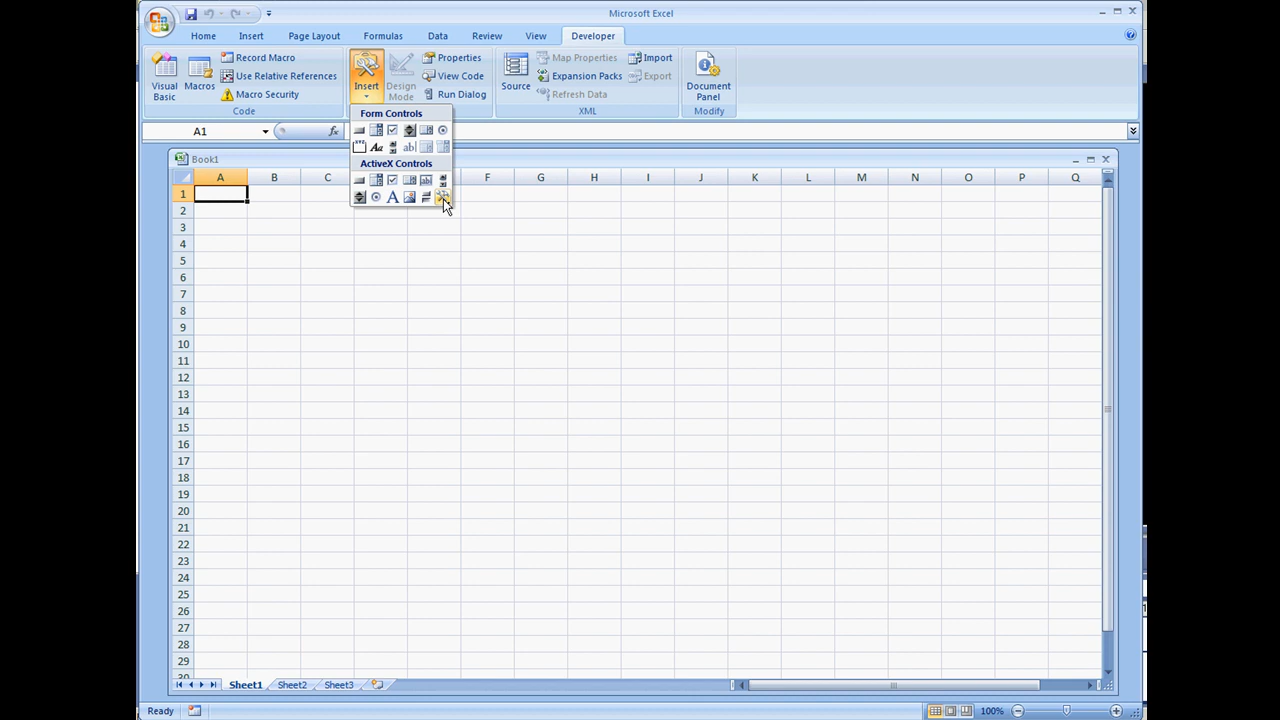 Microsoft Excel
Home Insert Page Layout Formulas Data Review View Developer
Visual Basic
Macros
Record Macro
Use Relative References
Macro Security
Code
Insert
Design Mode
Properties
View Code
Run Dialog
Source
Map Properties
Expansion Packs
Refresh Data
Import
Export
XML
Document Panel
Modify
Form Controls
ActiveX Controls
A1
fx
Book1
A B C F G H I J K L M N O P Q
1
2
3
4
5
6
7
8
9
10
11
12
13
14
15
16
17
18
19
20
21
22
23
24
25
26
27
28
29
30
Sheet1 Sheet2 Sheet3
Ready
100%